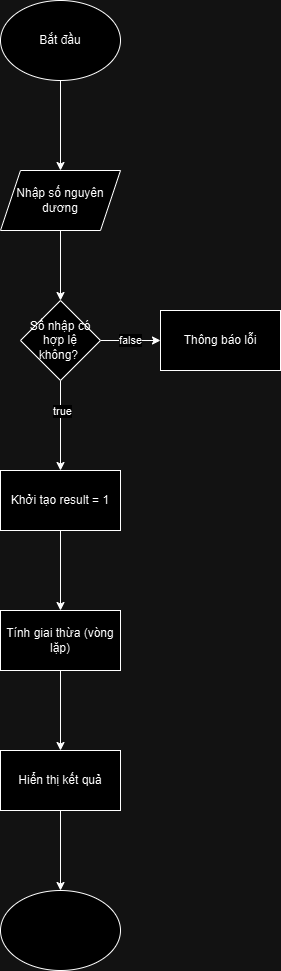 Bắt đầu
Nhập số nguyên
dương
Số nhập có
hợp lệ
không?
false
Thông báo lỗi
true
Khởi tạo result = 1
Tính giai thừa (vòng
lặp)
Hiển thị kết quả